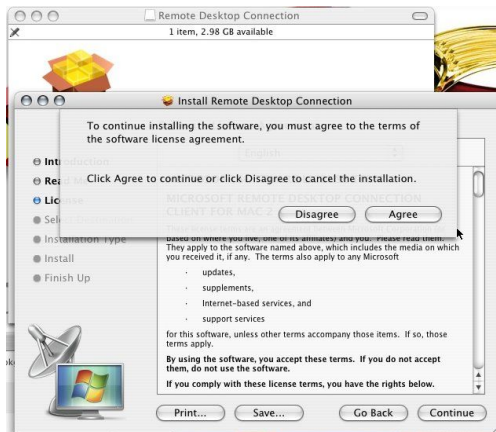 Remote Desktop Connection
1 item, 2.98 GB available
Install Remote Desktop Connection
To continue installing the software, you must agree to the terms of
the software license agreement.
English
Click Agree to continue or click Disagree to cancel the installation.
Disagree
Agree
Introduction
Read Me
License
Installation Type
Install
Finish Up
MICROSOFT REMOTE DESKTOP CONNECTION
CLIENT FOR MAC 2
based on where you live, one of its affiliates) and you. Please read them.
They apply to the software named above, which includes the media on which
you received it, if any. The terms also apply to any Microsoft
· updates,
· supplements,
· Internet-based services, and
· support services
for this software, unless other terms accompany those items. If so, those
terms apply.
By using the software, you accept these terms. If you do not accept
them, do not use the software.
If you comply with these license terms, you have the rights below.
Print...
Save...
Go Back
Continue